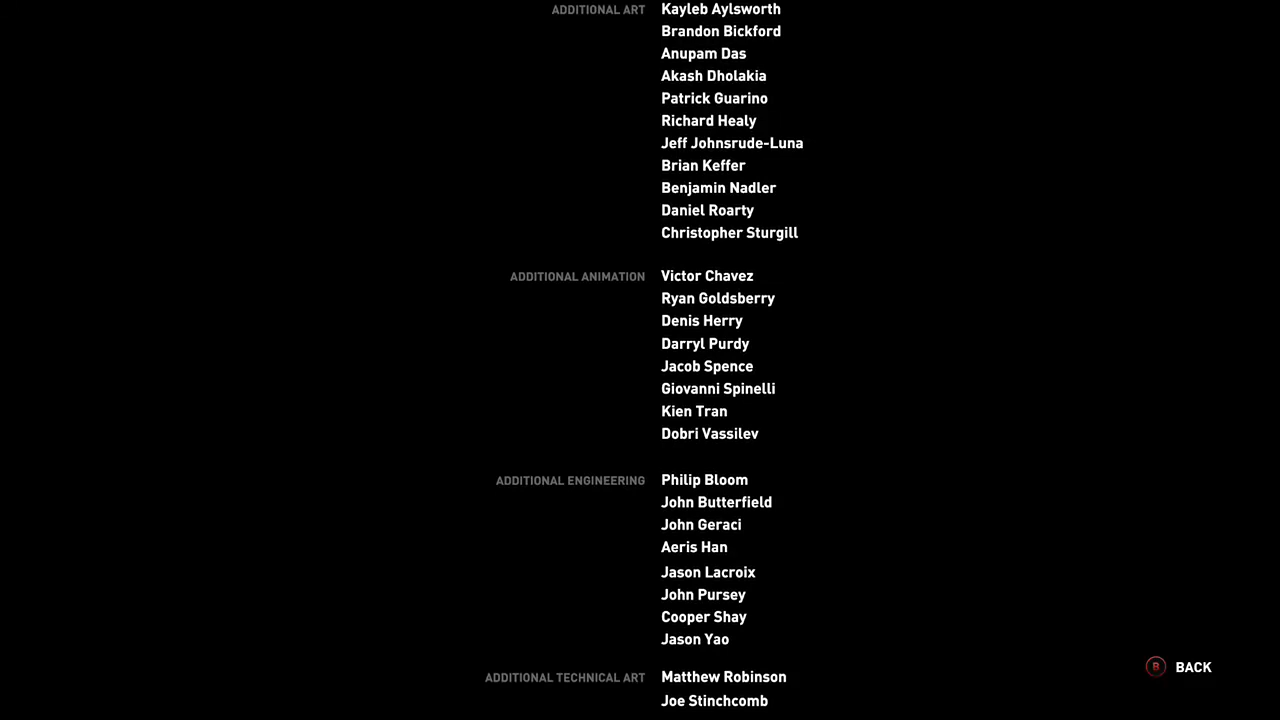 ADDITIONAL ART Kayleb Aylsworth
Brandon Bickford
Anupam Das
Akash Dholakia
Patrick Guarino
Richard Healy
Jeff Johnsrude-Luna
Brian Keffer
Benjamin Nadler
Daniel Roarty
Christopher Sturgill
ADDITIONAL ANIMATION Victor Chavez
Ryan Goldsberry
Denis Herry
Darryl Purdy
Jacob Spence
Giovanni Spinelli
Kien Tran
Dobri Vassilev
ADDITIONAL ENGINEERING Philip Bloom
John Butterfield
John Geraci
Aeris Han
Jason Lacroix
John Pursey
Cooper Shay
Jason Yao
B BACK
ADDITIONAL TECHNICAL ART Matthew Robinson
Joe Stinchcomb